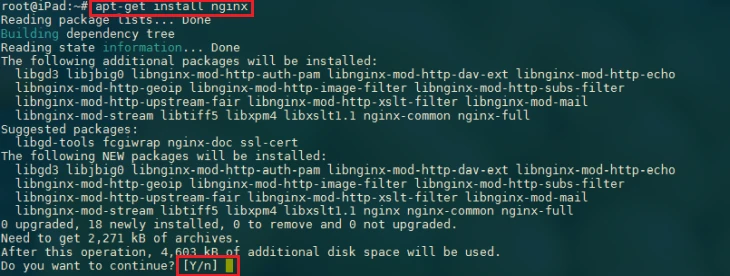 root@iPad:~# apt-get install nginx
Reading package lists... Done
Building dependency tree
Reading state information... Done
The following additional packages will be installed:
libgd3 libjbig0 libnginx-mod-http-auth-pam libnginx-mod-http-dav-ext libnginx-mod-http-echo
libnginx-mod-http-geoip libnginx-mod-http-image-filter libnginx-mod-http-subs-filter
libnginx-mod-http-upstream-fair libnginx-mod-http-xslt-filter libnginx-mod-mail
libnginx-mod-stream libtiff5 libxpm4 libxslt1.1 nginx-common nginx-full
Suggested packages:
libgd-tools fcgiwrap nginx-doc ssl-cert
The following NEW packages will be installed:
libgd3 libjbig0 libnginx-mod-http-auth-pam libnginx-mod-http-dav-ext libnginx-mod-http-echo
libnginx-mod-http-geoip libnginx-mod-http-image-filter libnginx-mod-http-subs-filter
libnginx-mod-http-upstream-fair libnginx-mod-http-xslt-filter libnginx-mod-mail
libnginx-mod-stream libtiff5 libxpm4 libxslt1.1 nginx nginx-common nginx-full
0 upgraded, 18 newly installed, 0 to remove and 0 not upgraded.
Need to get 2,271 kB of archives.
After this operation, 4,603 kB of additional disk space will be used.
Do you want to continue? [Y/n]